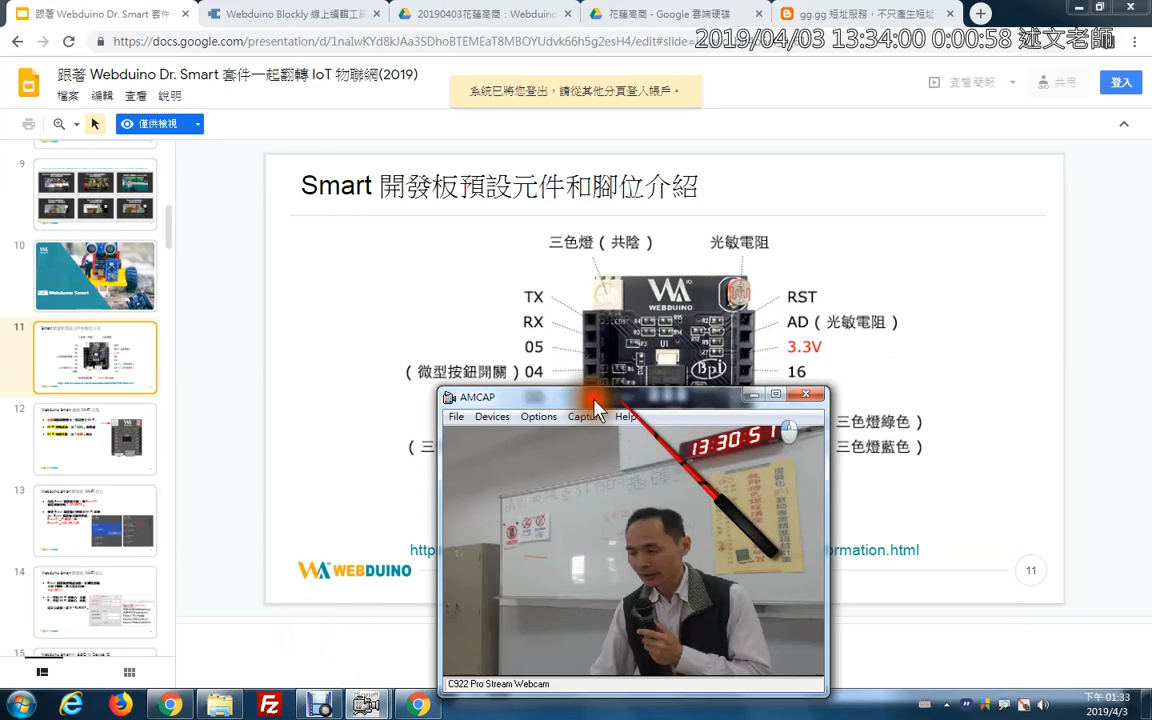 跟著 Webduino Dr. Smart 套件一
Webduino Blockly 線上編輯工具
20190403花蓮高商：Webduino
花蓮高商 - Google 雲端硬碟
gg.gg 短址服務，不只產生短址
https://docs.google.com/presentation/d/1naIwKYd8kJAa3SDhoBTEMEaT8MBOYUdvk66h5g2esH4/edit#slide=
2019/04/03 13:34:00 0:00:58 述文老師
跟著 Webduino Dr. Smart 套件一起翻轉 IoT 物聯網(2019)
檔案 編輯 查看 說明
系統已將您登出，請從其他分頁登入帳戶。
查看簡報
共用
登入
僅供檢視
9
10
11
12
13
14
15
Smart 開發板預設元件和腳位介紹
三色燈 ( 共陰 )
光敏電阻
TX
RX
05
( 微型按鈕開關 ) 04
RST
AD ( 光敏電阻 )
3.3V
16
WEBDUINO
U1
三色燈綠色 )
三色燈藍色 )
( 三
http
rmation.html
WEBDUINO
11
AMCAP
File Devices Options Capture Help
13:30:51
C922 Pro Stream Webcam
下午 01:33
2019/4/3